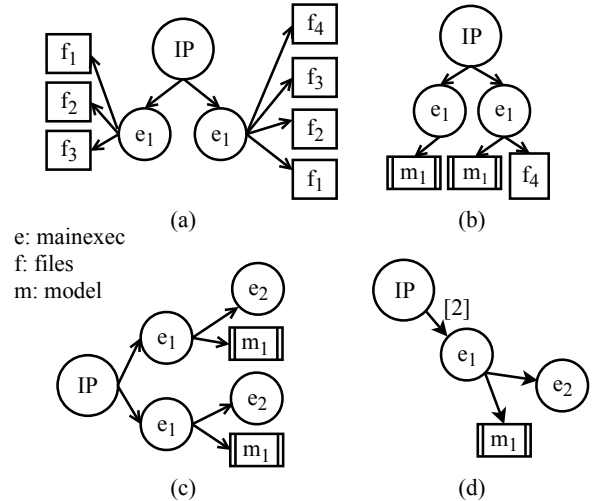 IP
f₁
f₂
f₃
e₁
e₁
f₄
f₃
f₂
f₁
(a)
IP
e₁
e₁
m₁
m₁
f₄
(b)
e: mainexec
f: files
m: model
IP
e₁
e₂
m₁
e₁
e₂
m₁
(c)
IP
[2]
e₁
e₂
m₁
(d)